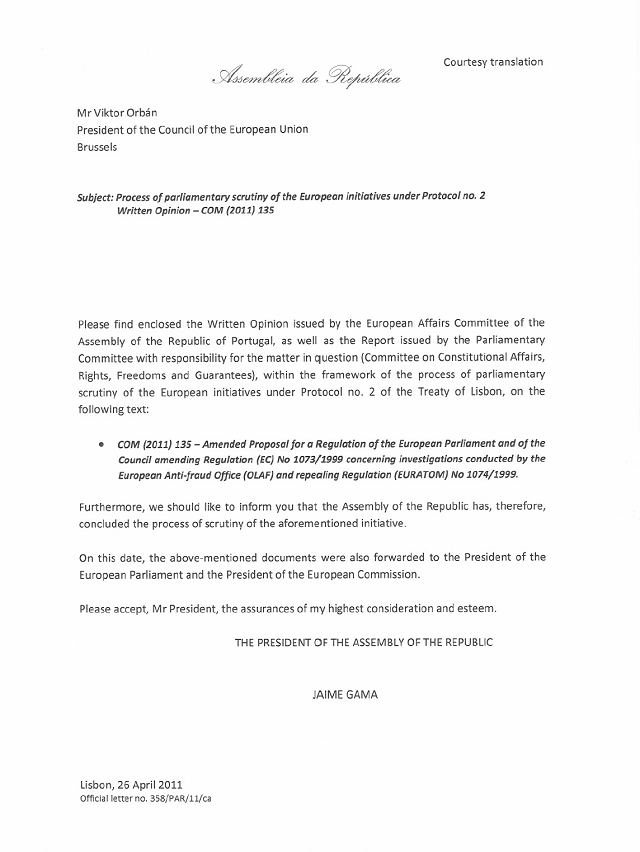 Courtesy translation
Assembleia da República
Mr Viktor Orbán
President of the Council of the European Union
Brussels
Subject: Process of parliamentary scrutiny of the European initiatives under Protocol no. 2
Written Opinion – COM (2011) 135
Please find enclosed the Written Opinion issued by the European Affairs Committee of the
Assembly of the Republic of Portugal, as well as the Report issued by the Parliamentary
Committee with responsibility for the matter in question (Committee on Constitutional Affairs,
Rights, Freedoms and Guarantees), within the framework of the process of parliamentary
scrutiny of the European initiatives under Protocol no. 2 of the Treaty of Lisbon, on the
following text:
• COM (2011) 135 – Amended Proposal for a Regulation of the European Parliament and of the
Council amending Regulation (EC) No 1073/1999 concerning investigations conducted by the
European Anti-fraud Office (OLAF) and repealing Regulation (EURATOM) No 1074/1999.
Furthermore, we should like to inform you that the Assembly of the Republic has, therefore,
concluded the process of scrutiny of the aforementioned initiative.
On this date, the above-mentioned documents were also forwarded to the President of the
European Parliament and the President of the European Commission.
Please accept, Mr President, the assurances of my highest consideration and esteem.
THE PRESIDENT OF THE ASSEMBLY OF THE REPUBLIC
JAIME GAMA
Lisbon, 26 April 2011
Official letter no. 358/PAR/11/ca